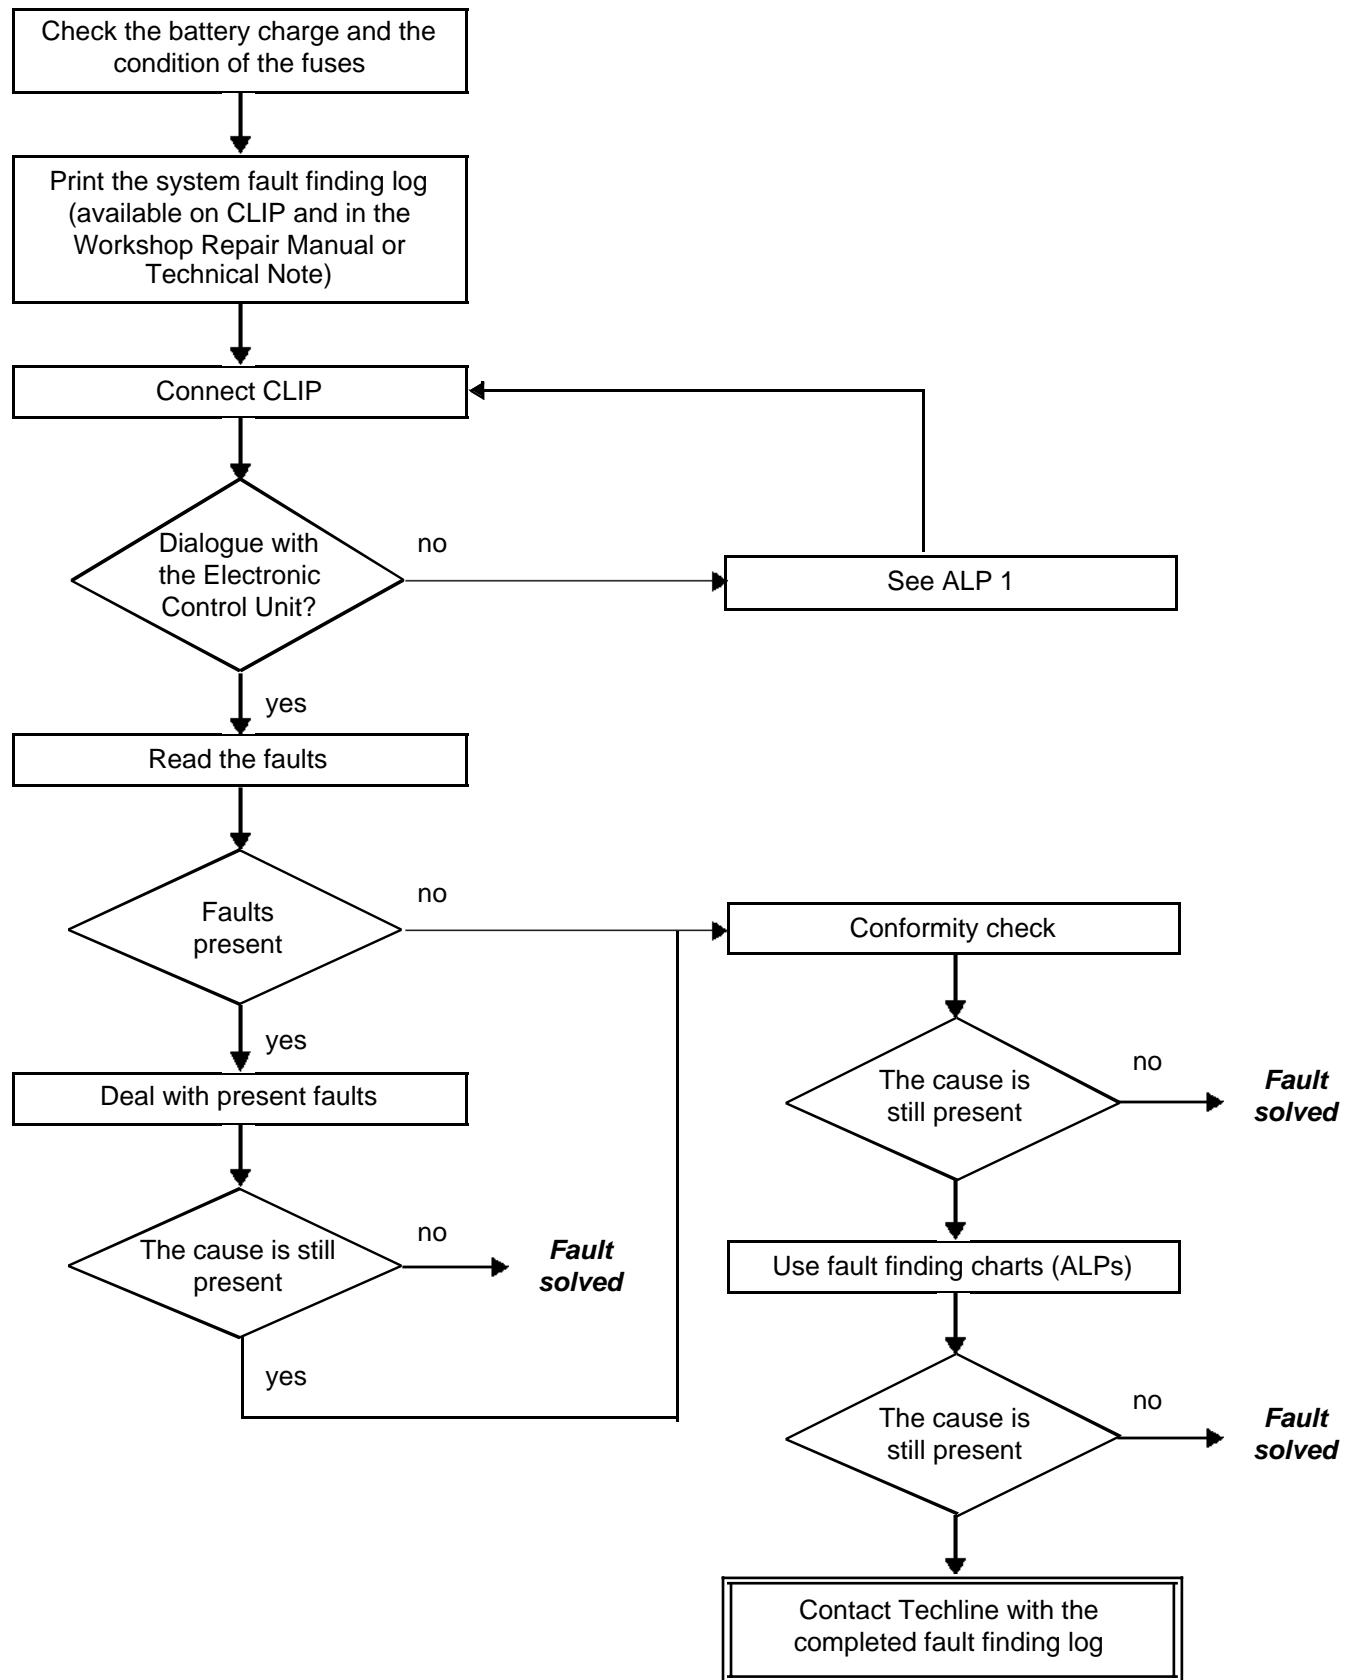 Check the battery charge and the
condition of the fuses
Print the system fault finding log
(available on CLIP and in the
Workshop Repair Manual or
Technical Note)
Connect CLIP
Dialogue with
the Electronic
Control Unit?
no
See ALP 1
yes
Read the faults
Faults
present
no
Conformity check
yes
Deal with present faults
The cause is
still present
no
Fault
solved
The cause is still
present
no
Fault
solved
Use fault finding charts (ALPs)
yes
The cause is
still present
no
Fault
solved
Contact Techline with the
completed fault finding log